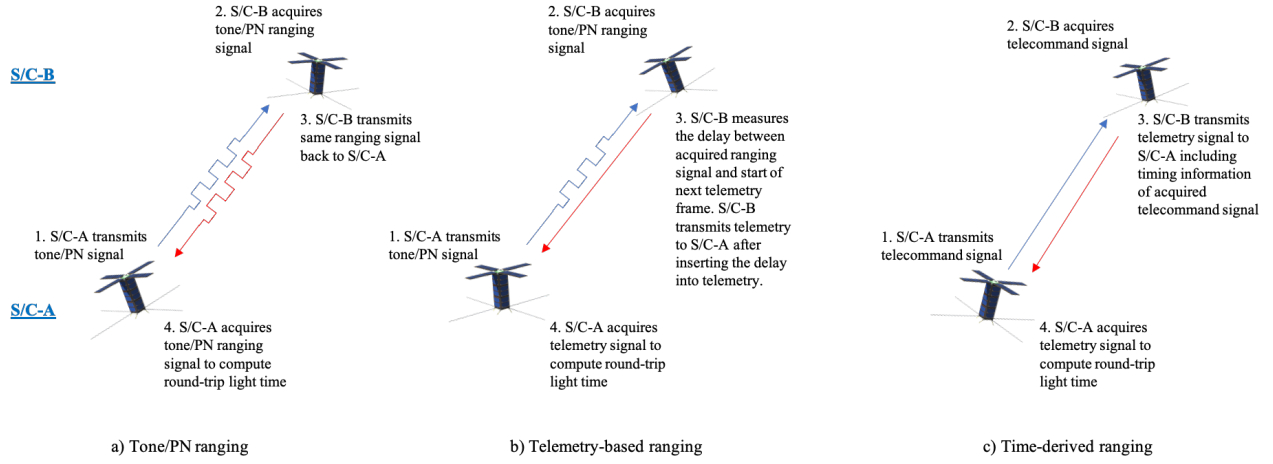 S/C-B
S/C-A
2. S/C-B acquires
tone/PN ranging
signal
3. S/C-B transmits
same ranging signal
back to S/C-A
1. S/C-A transmits
tone/PN signal
4. S/C-A acquires
tone/PN ranging
signal to compute
round-trip light time
a) Tone/PN ranging
2. S/C-B acquires
tone/PN ranging
signal
3. S/C-B measures
the delay between
acquired ranging
signal and start of
next telemetry
frame. S/C-B
transmits telemetry
to S/C-A after
inserting the delay
into telemetry.
1. S/C-A transmits
tone/PN signal
4. S/C-A acquires
telemetry signal to
compute round-trip
light time
b) Telemetry-based ranging
2. S/C-B acquires
telecommand signal
3. S/C-B transmits
telemetry signal to
S/C-A including
timing information
of acquired
telecommand signal
1. S/C-A transmits
telecommand signal
4. S/C-A acquires
telemetry signal to
compute round-trip
light time
c) Time-derived ranging